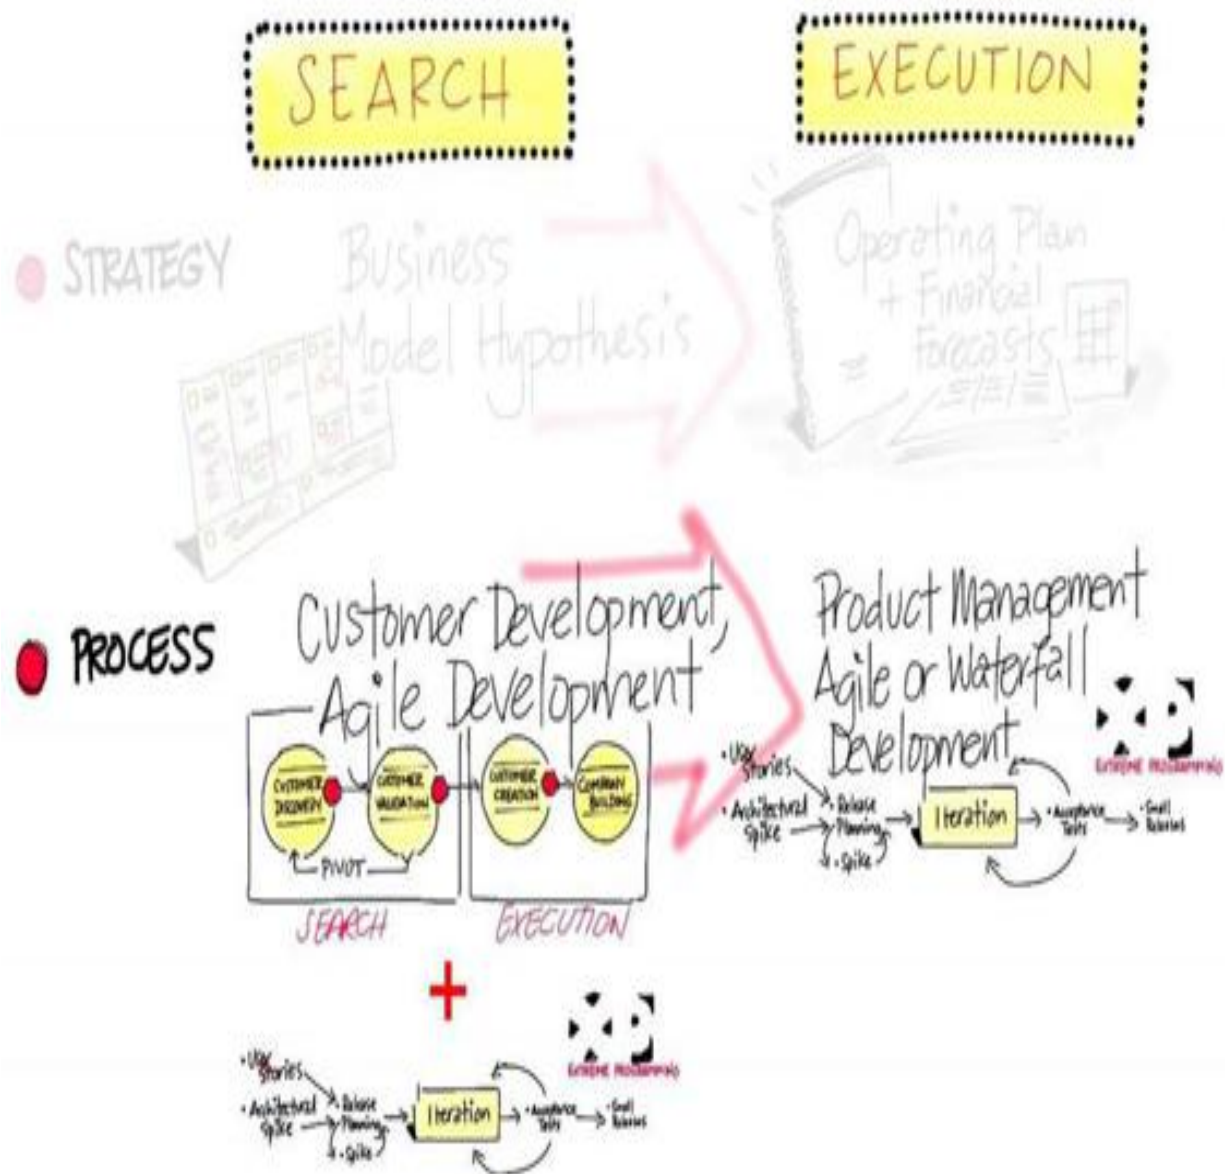 SEARCH
EXECUTION
STRATEGY
Business
Model Hypothesis
Operating Plan
+ Financial
Forecasts
PROCESS
Customer Development,
Agile Development
CUSTOMER
DISCOVERY
CUSTOMER
VALIDATION
CUSTOMER
CREATION
COMPANY
BUILDING
PIVOT
SEARCH
EXECUTION
Product Management
Agile or Waterfall
Development
XP
EXTREME PROGRAMMING
• User
Stories
• Architectural
Spike
• Release
Planning
• Spike
Iteration
• Acceptance
Tests
• Small
Releases
+
XP
EXTREME PROGRAMMING
• User
Stories
• Architectural
Spike
• Release
Planning
• Spike
Iteration
• Acceptance
Tests
• Small
Releases